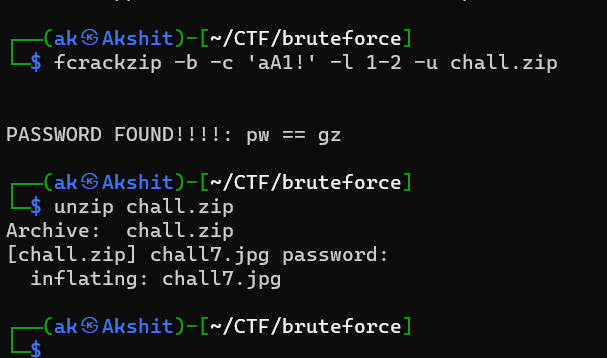 ┌──(ak㉿Akshit)-[~/CTF/bruteforce]
└─$ fcrackzip -b -c 'aA1!' -l 1-2 -u chall.zip
PASSWORD FOUND!!!!: pw == gz
┌──(ak㉿Akshit)-[~/CTF/bruteforce]
└─$ unzip chall.zip
Archive:  chall.zip
[chall.zip] chall7.jpg password:
  inflating: chall7.jpg
┌──(ak㉿Akshit)-[~/CTF/bruteforce]
└─$